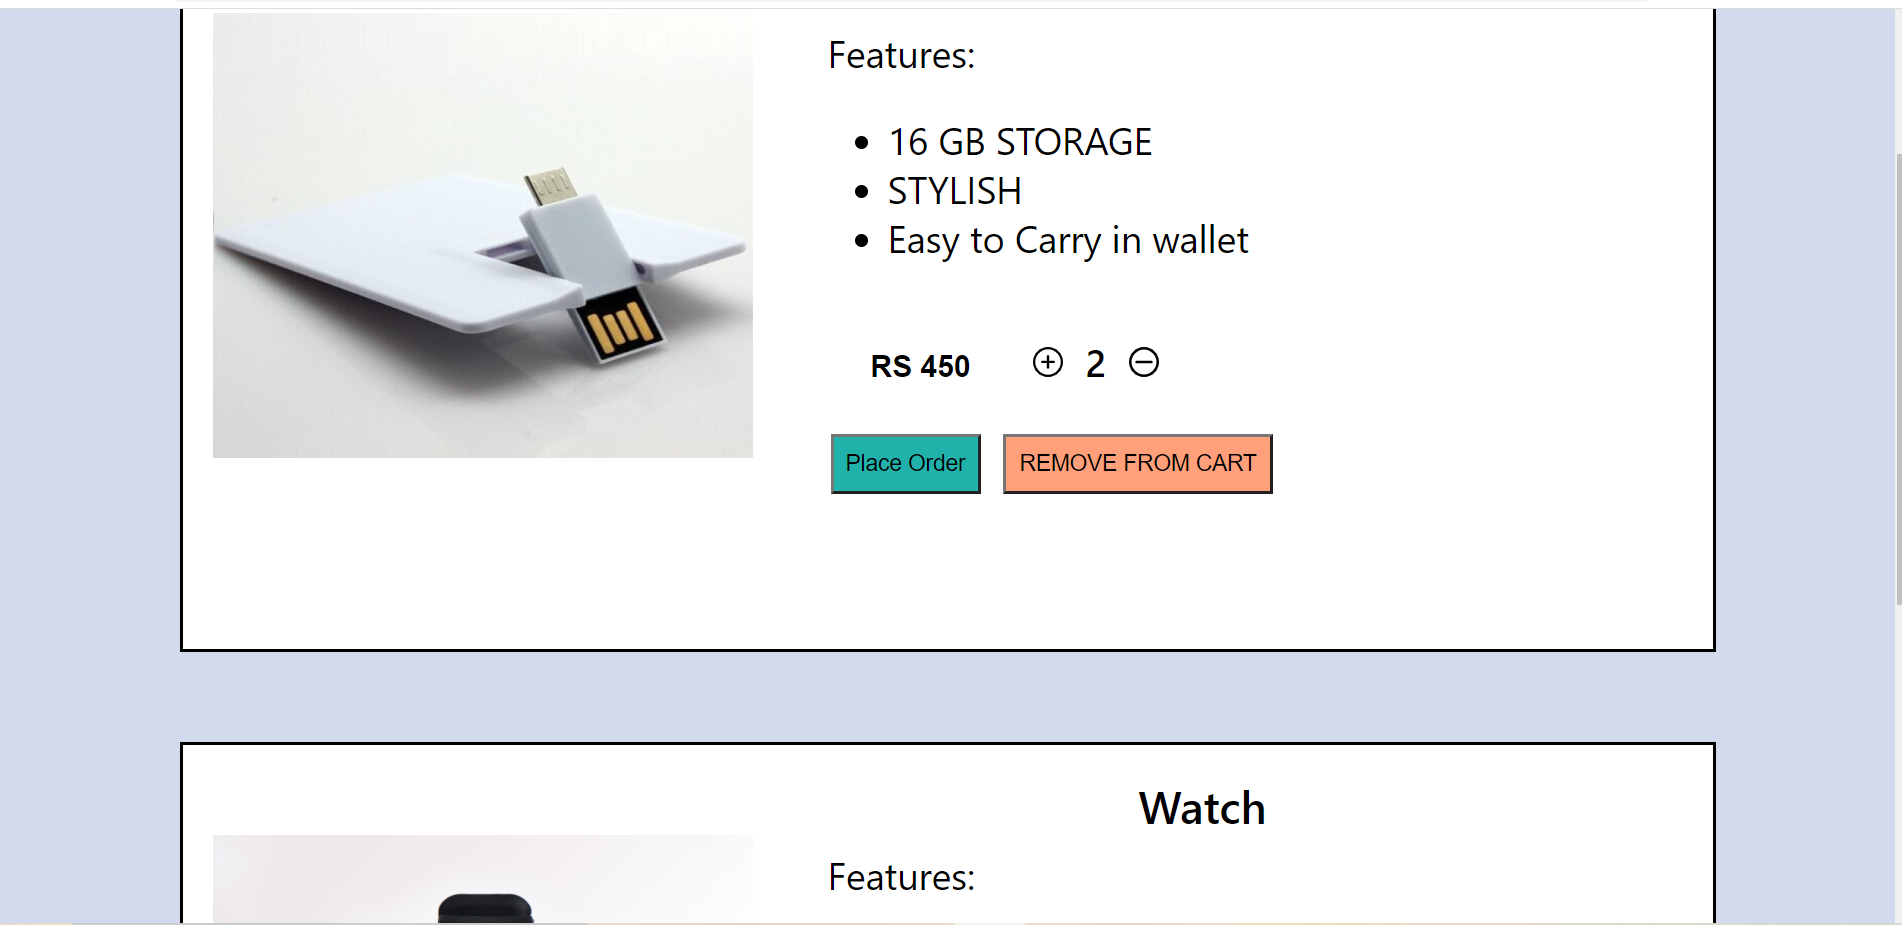 Features:
16 GB STORAGE
STYLISH
Easy to Carry in wallet
RS 450 2
Place Order REMOVE FROM CART
Watch
Features: